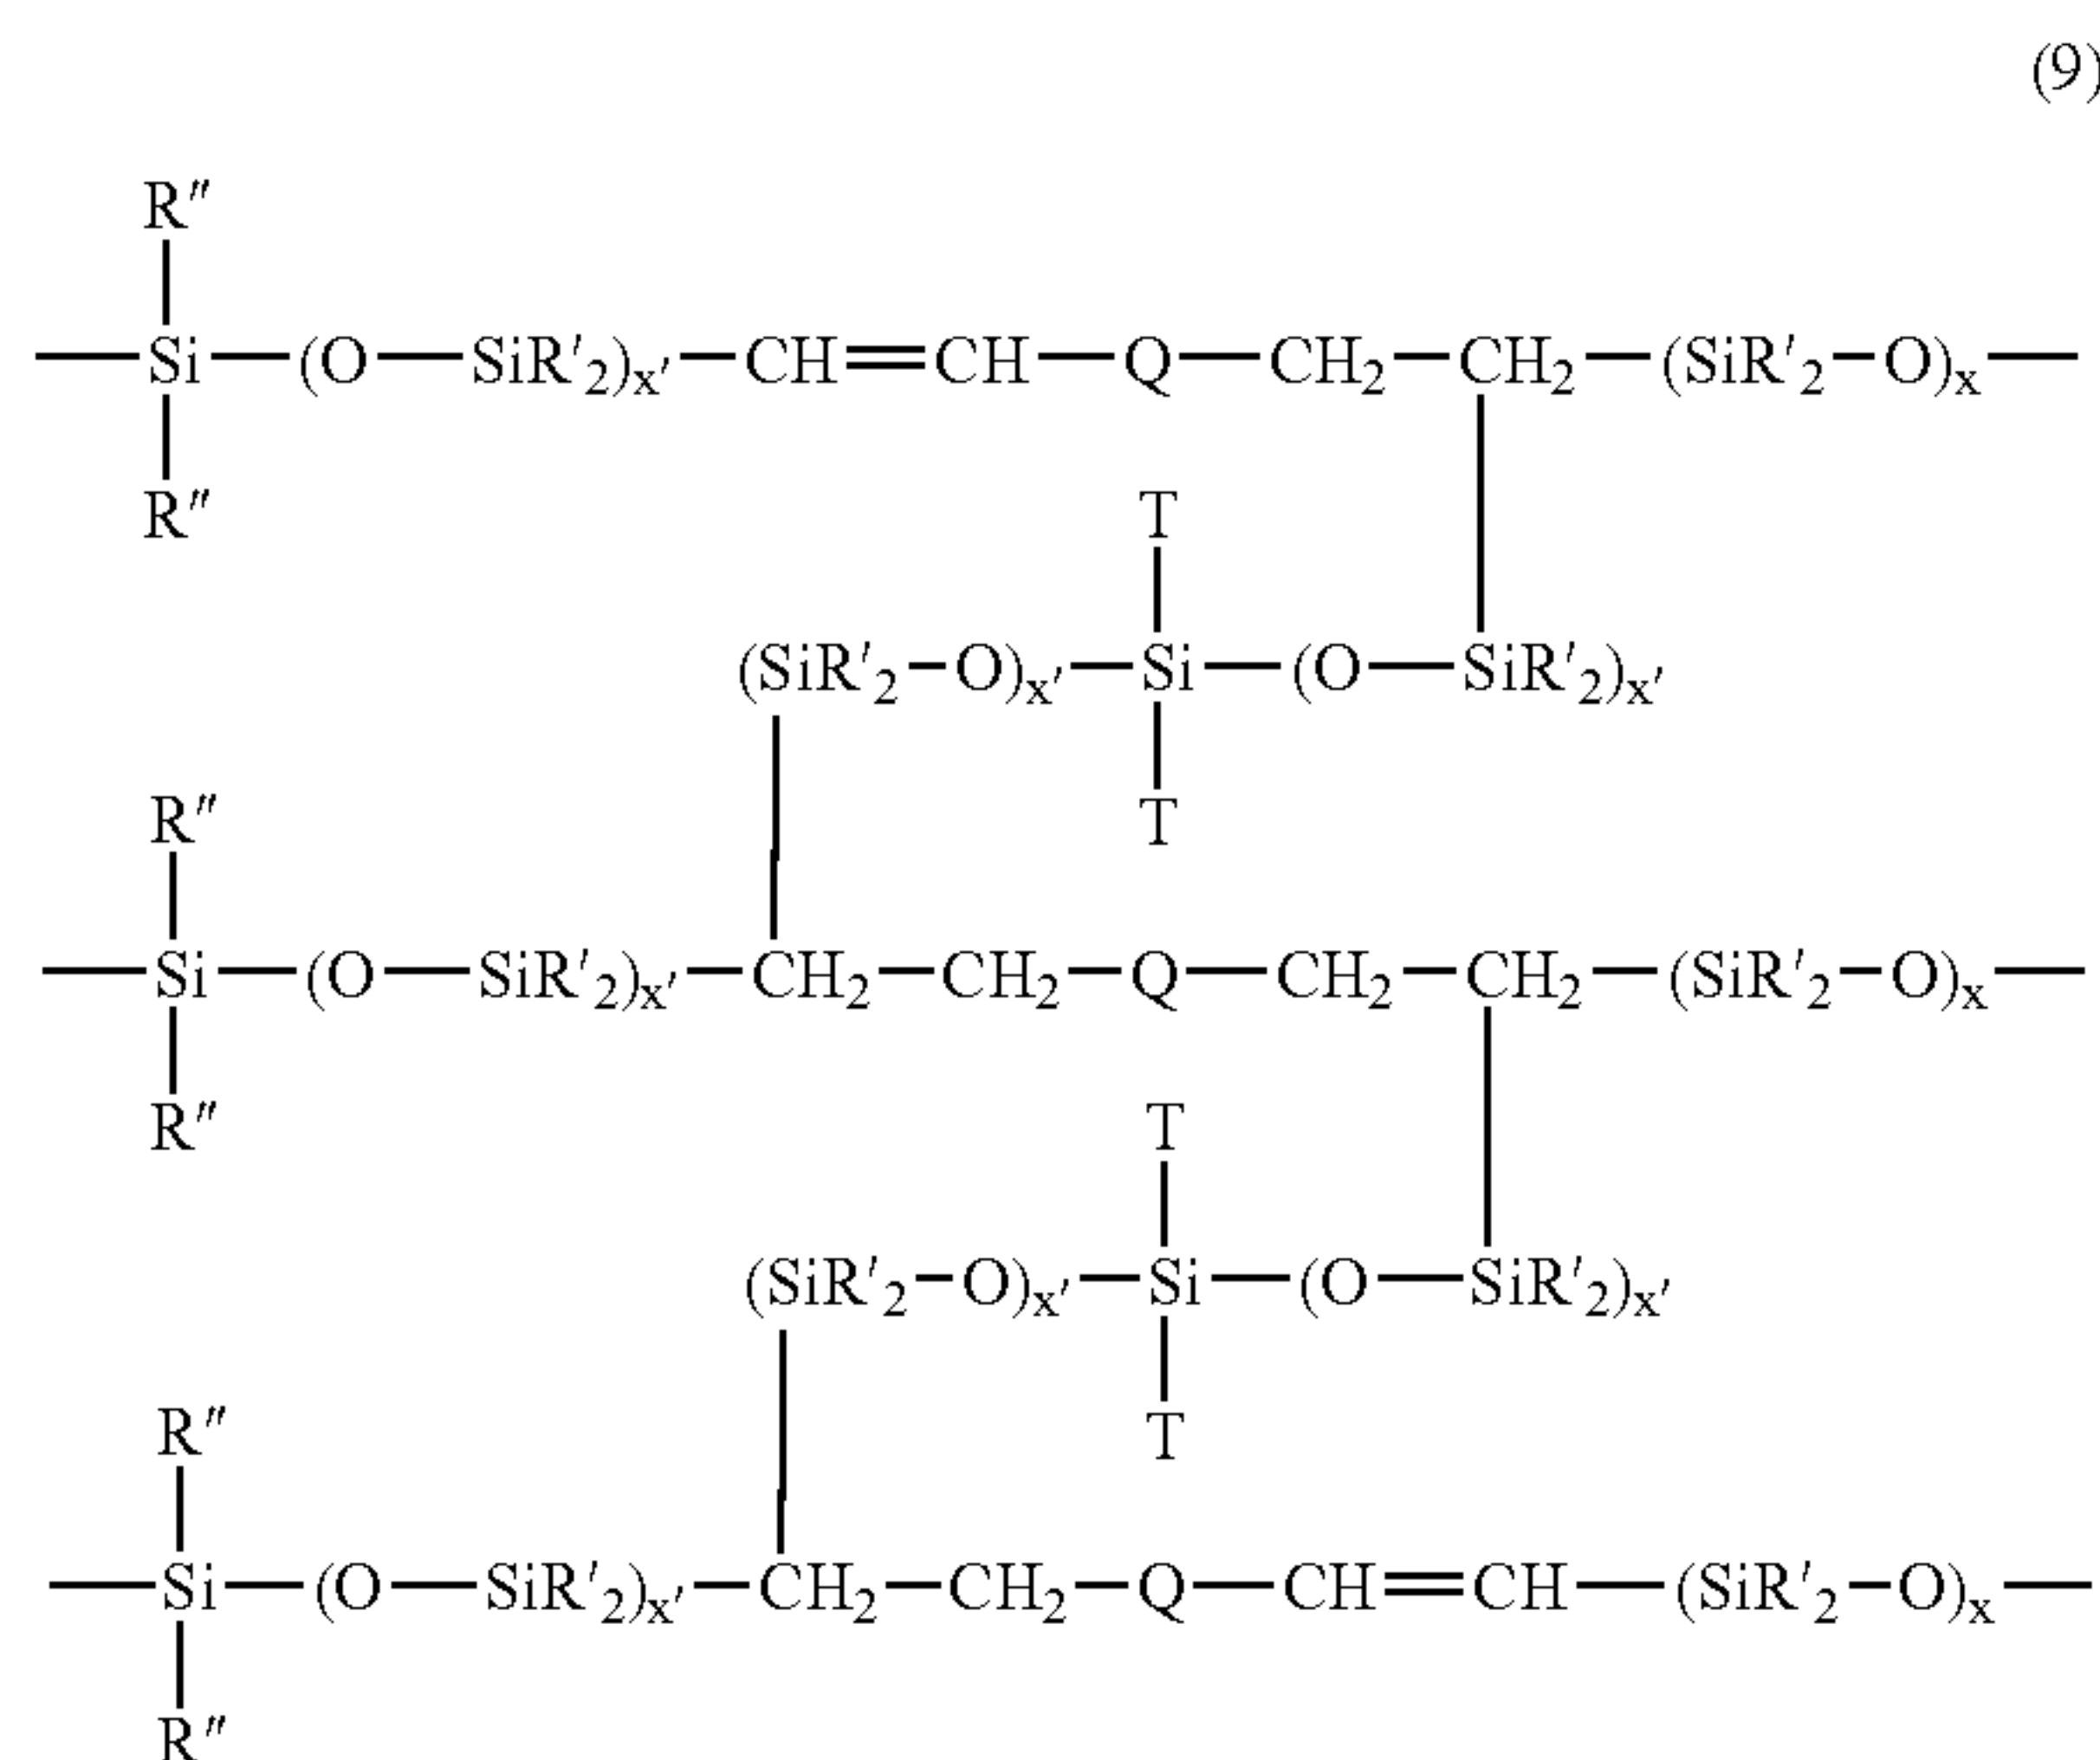 (9)
R″
—Si—(O—SiR′₂)ₓ′—CH=CH—Q—CH₂—CH₂—(SiR′₂—O)ₓ—
R″ T
(SiR′₂—O)ₓ′—Si—(O—SiR′₂)ₓ′
R″ T
—Si—(O—SiR′₂)ₓ′—CH₂—CH₂—Q—CH₂—CH₂—(SiR′₂—O)ₓ—
R″ T
(SiR′₂—O)ₓ′—Si—(O—SiR′₂)ₓ′
R″ T
—Si—(O—SiR′₂)ₓ′—CH₂—CH₂—Q—CH=CH—(SiR′₂—O)ₓ—
R″